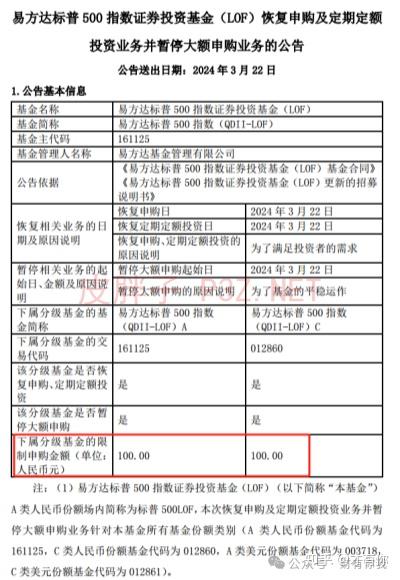 易方达标普 500 指数证券投资基金（LOF）恢复申购及定期定额
投资业务并暂停大额申购业务的公告
公告送出日期：2024 年 3 月 22 日
1. 公告基本信息
基金名称 易方达标普 500 指数证券投资基金（LOF）
基金简称 易方达标普 500 指数（QDII-LOF）
基金主代码 161125
基金管理人名称 易方达基金管理有限公司
公告依据 《易方达标普 500 指数证券投资基金（LOF）基金合同》
《易方达标普 500 指数证券投资基金（LOF）更新的招募
说明书》
恢复相关业务的日
期及原因说明
恢复申购日 2024 年 3 月 22 日
恢复定期定额投资日 2024 年 3 月 22 日
恢复申购、定期定额投资的
原因说明 为了满足投资者的需求
暂停相关业务的起
始日、金额及原因说
明
暂停大额申购起始日 2024 年 3 月 22 日
暂停大额申购的原因说明 为了基金的平稳运作
下属分级基金的基
金简称
易方达标普 500 指数
（QDII-LOF）A
易方达标普 500 指数
（QDII-LOF）C
下属分级基金的交
易代码 161125 012860
该分级基金是否恢
复申购、定期定额投
资 是 是
该分级基金是否暂
停大额申购 是 是
下属分级基金的限
制申购金额（单位：
人民币元） 100.00 100.00
注：（1）易方达标普 500 指数证券投资基金（LOF）（以下简称“本基金”）
A 类人民币份额场内简称为标普 500LOF,本次恢复申购及定期定额投资业务并暂
停大额申购业务针对本基金所有基金份额类别（A 类人民币份额基金代码为
161125，C 类人民币份额基金代码为 012860，A 类美元份额基金代码为 003718，
C 类美元份额基金代码为 012861）。
P3Z.NET
公众号·财有前投